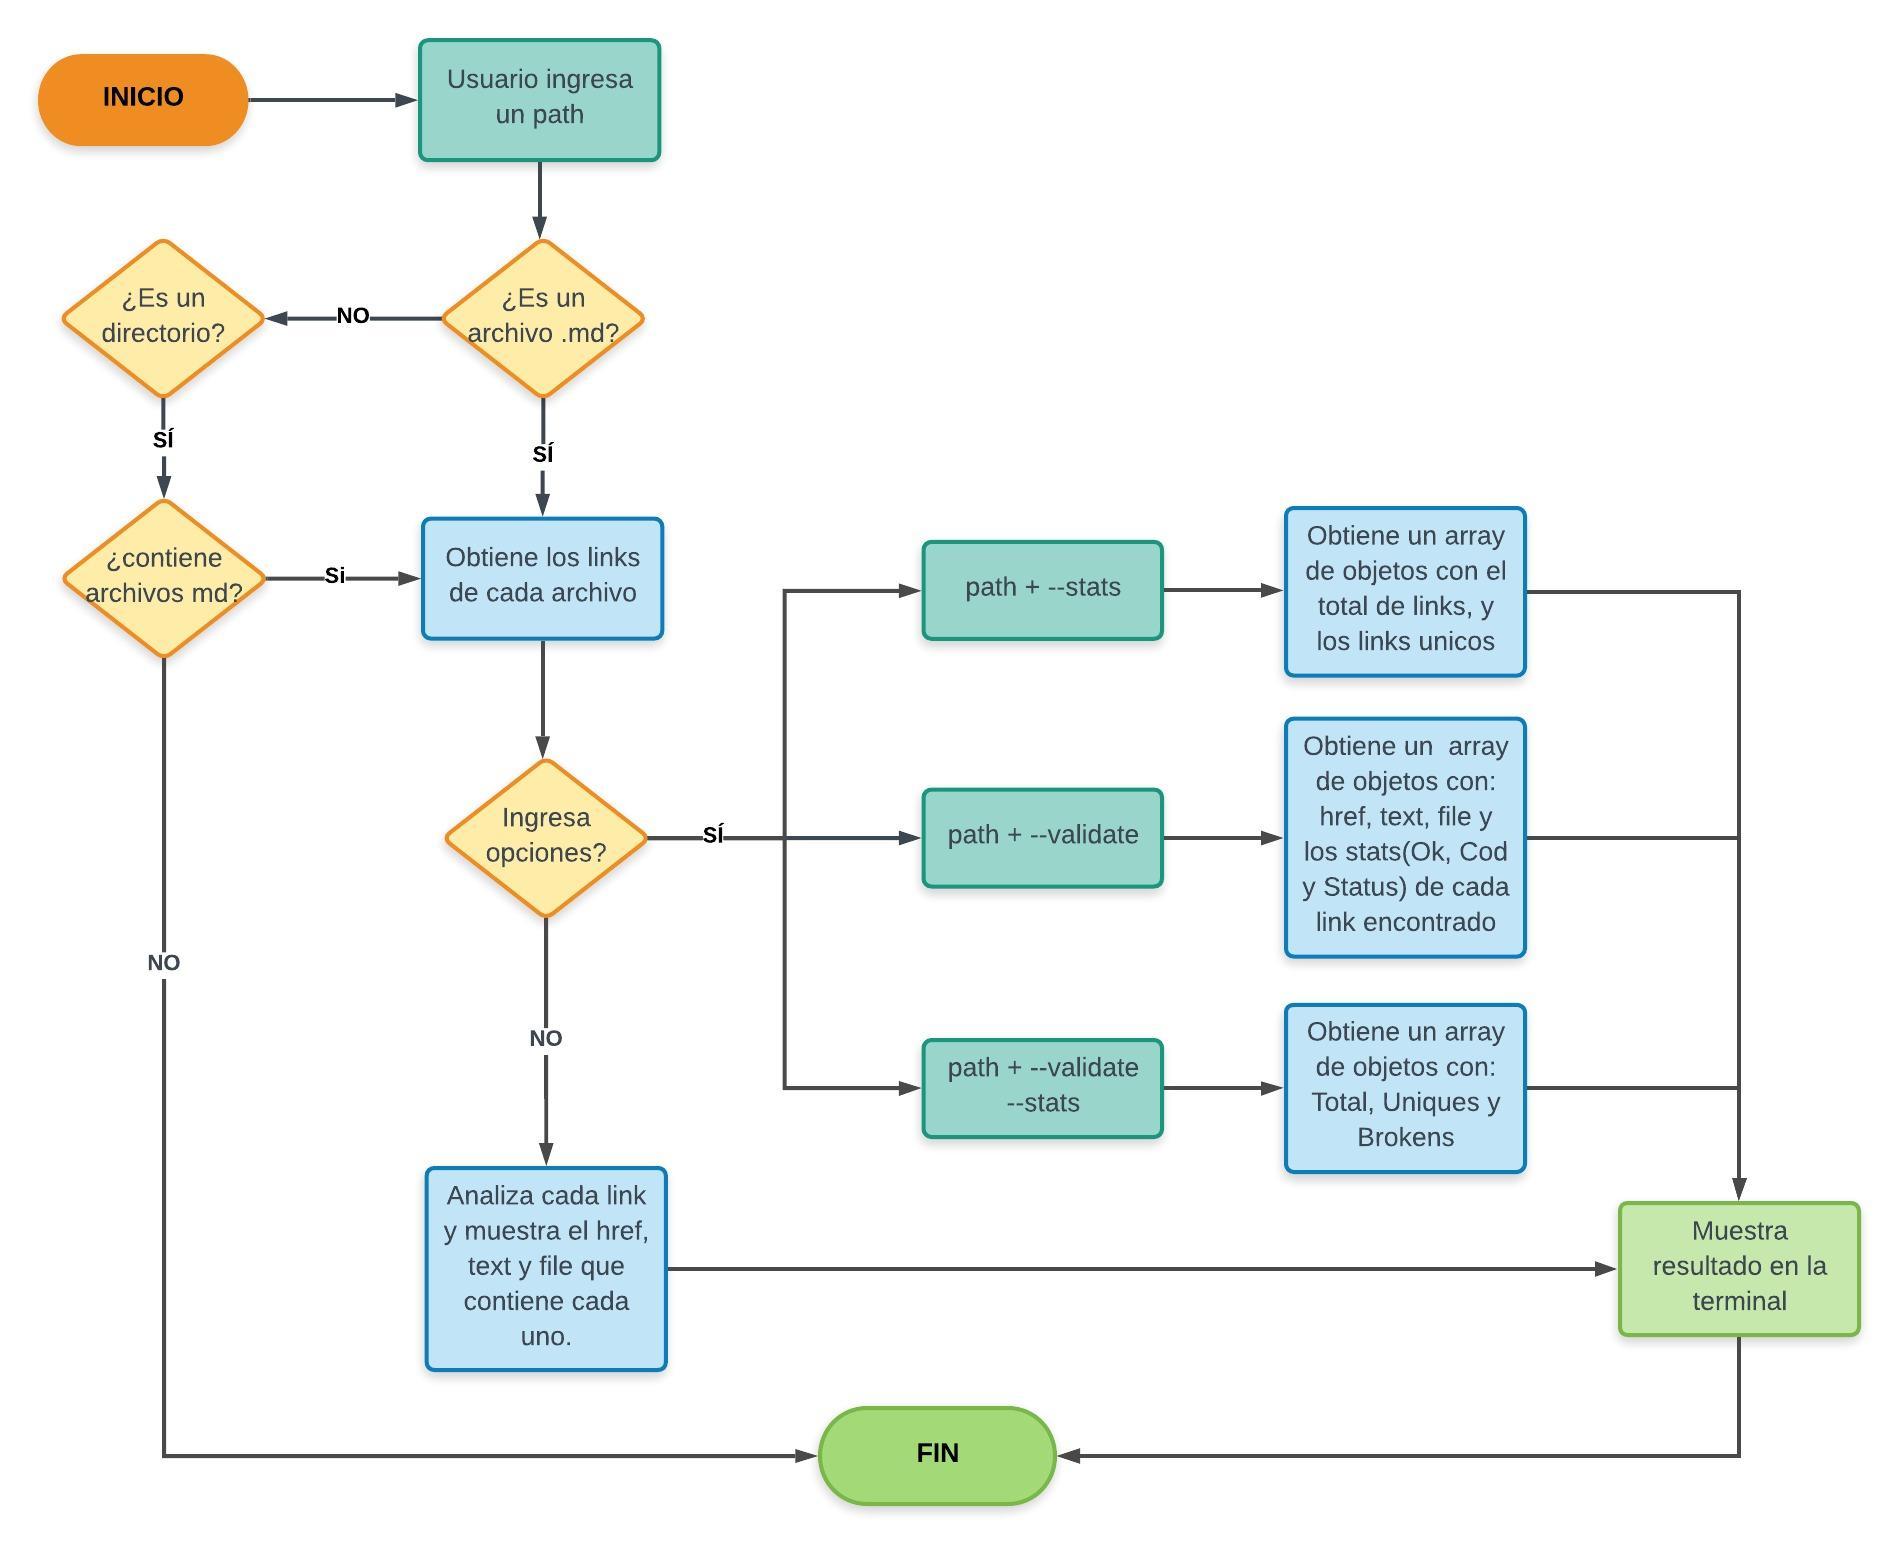 INICIO
Usuario ingresa
un path
¿Es un
directorio?
NO
¿Es un
archivo .md?
SÍ
SÍ
¿contiene
archivos md?
Si
Obtiene los links
de cada archivo
path + --stats
Obtiene un array
de objetos con el
total de links, y
los links unicos
Ingresa
opciones?
SÍ
path + --validate
Obtiene un  array
de objetos con:
href, text, file y
los stats(Ok, Cod
y Status) de cada
link encontrado
NO
NO
path + --validate
--stats
Obtiene un array
de objetos con:
Total, Uniques y
Brokens
Analiza cada link
y muestra el href,
text y file que
contiene cada
uno.
Muestra
resultado en la
terminal
FIN